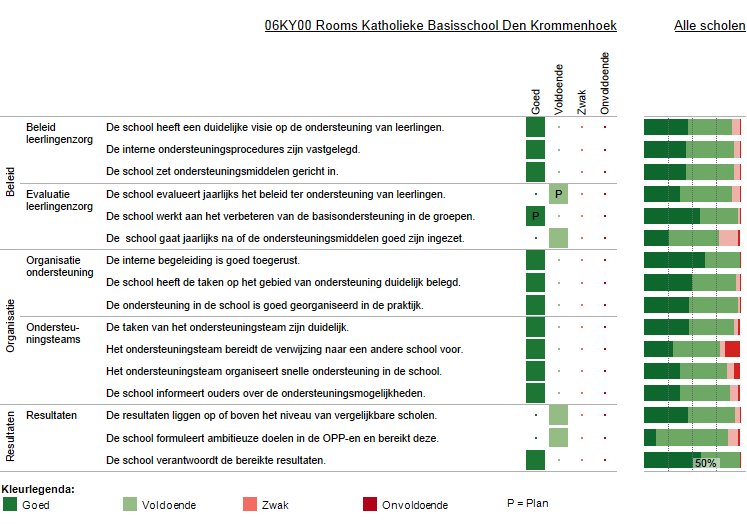 06KY00 Rooms Katholieke Basisschool Den Krommenhoek
Alle scholen
Goed
Voldoende
Zwak
Onvoldoende
Beleid
Beleid
leerlingenzorg
De school heeft een duidelijke visie op de ondersteuning van leerlingen.
De interne ondersteuningsprocedures zijn vastgelegd.
De school zet ondersteuningsmiddelen gericht in.
Evaluatie
leerlingenzorg
De school evalueert jaarlijks het beleid ter ondersteuning van leerlingen.
P
De school werkt aan het verbeteren van de basisondersteuning in de groepen.
P
De school gaat jaarlijks na of de ondersteuningsmiddelen goed zijn ingezet.
Organisatie
Organisatie
ondersteuning
De interne begeleiding is goed toegerust.
De school heeft de taken op het gebied van ondersteuning duidelijk belegd.
De ondersteuning in de school is goed georganiseerd in de praktijk.
Ondersteu-
ningsteams
De taken van het ondersteuningsteam zijn duidelijk.
Het ondersteuningsteam bereidt de verwijzing naar een andere school voor.
Het ondersteuningsteam organiseert snelle ondersteuning in de school.
De school informeert ouders over de ondersteuningsmogelijkheden.
Resultaten
Resultaten
De resultaten liggen op of boven het niveau van vergelijkbare scholen.
De school formuleert ambitieuze doelen in de OPP-en en bereikt deze.
De school verantwoordt de bereikte resultaten.
50%
Kleurlegenda:
Goed
Voldoende
Zwak
Onvoldoende
P = Plan